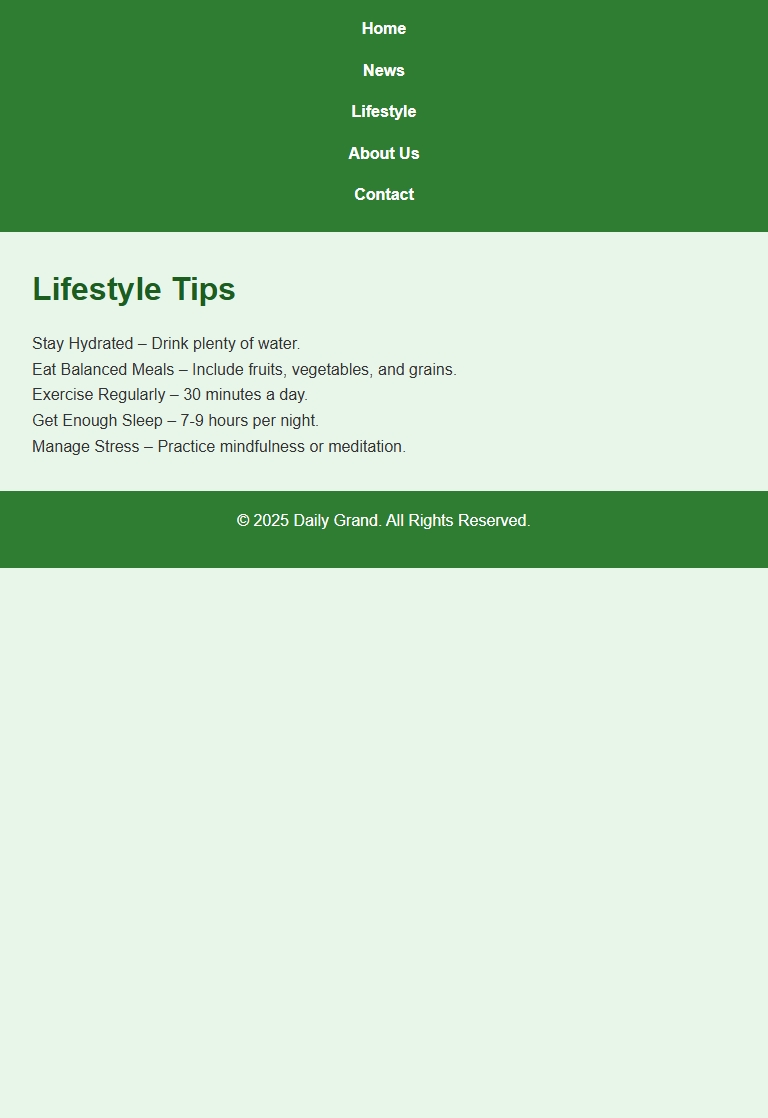 Home
News
Lifestyle
About Us
Contact
Lifestyle Tips
Stay Hydrated – Drink plenty of water.
Eat Balanced Meals – Include fruits, vegetables, and grains.
Exercise Regularly – 30 minutes a day.
Get Enough Sleep – 7-9 hours per night.
Manage Stress – Practice mindfulness or meditation.
© 2025 Daily Grand. All Rights Reserved.